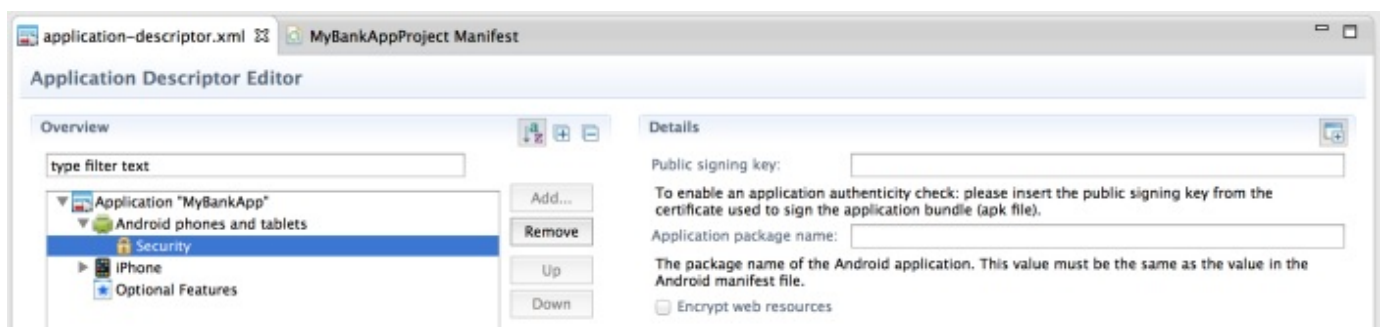 application-descriptor.xml
MyBankAppProject Manifest
Application Descriptor Editor
Overview
type filter text
Application "MyBankApp"
Android phones and tablets
Security
iPhone
Optional Features
Add...
Remove
Up
Down
Details
Public signing key:
To enable an application authenticity check: please insert the public signing key from the
certificate used to sign the application bundle (apk file).
Application package name:
The package name of the Android application. This value must be the same as the value in the
Android manifest file.
Encrypt web resources